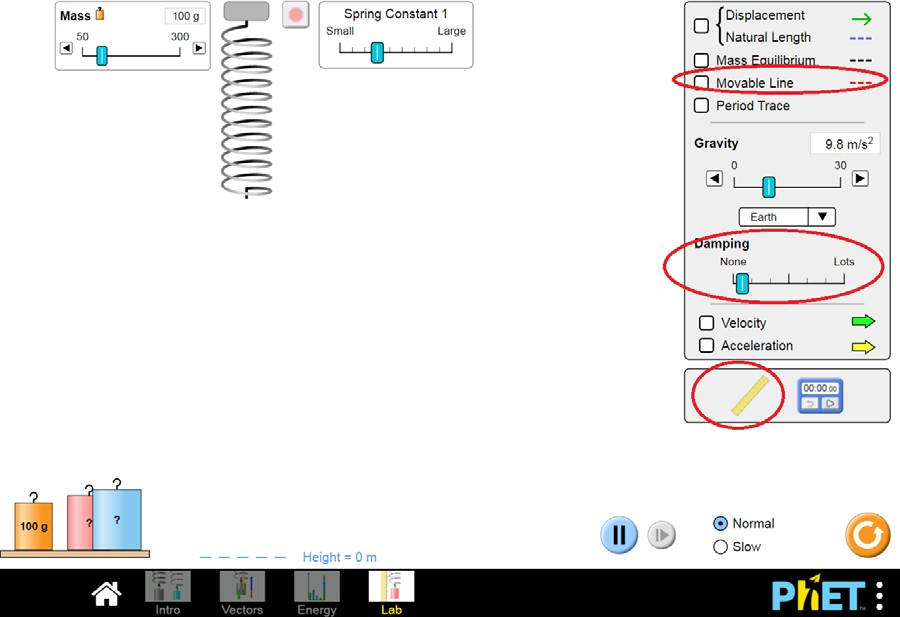 Mass 100 g
50 300
Spring Constant 1
Small Large
Displacement
Natural Length
Mass Equilibrium
Movable Line
Period Trace
Gravity 9.8 m/s²
0 30
Earth
Damping
None Lots
Velocity
Acceleration
00:00 00
? ? ?
100 g ? ?
Height = 0 m
Normal
Slow
Intro Vectors Energy Lab
PhET™